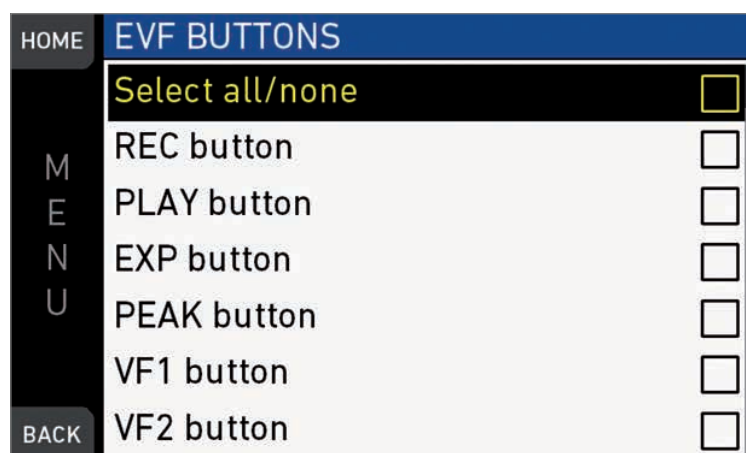 HOME
EVF BUTTONS
Select all/none
REC button
PLAY button
EXP button
PEAK button
VF1 button
VF2 button
MENU
BACK